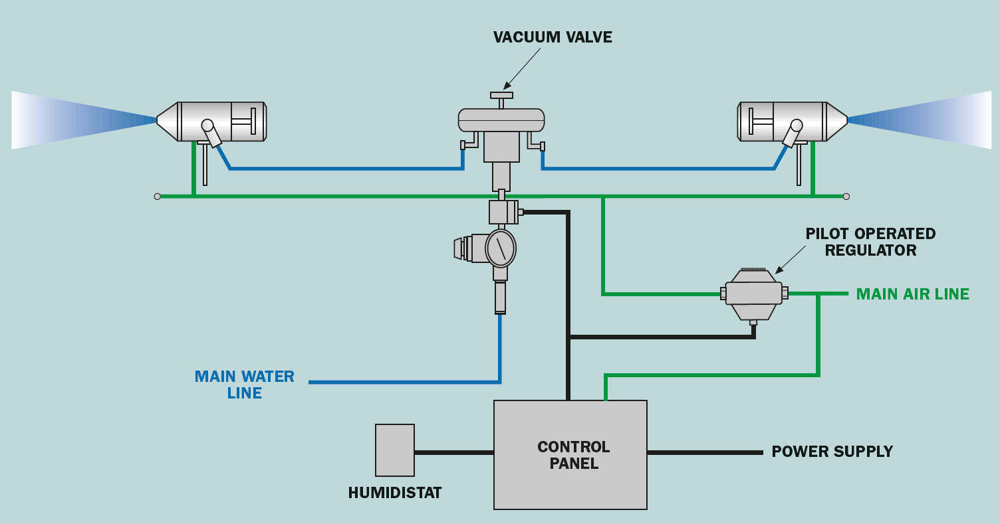 VACUUM VALVE
PILOT OPERATED
REGULATOR
MAIN AIR LINE
MAIN WATER
LINE
CONTROL
PANEL
POWER SUPPLY
HUMIDISTAT